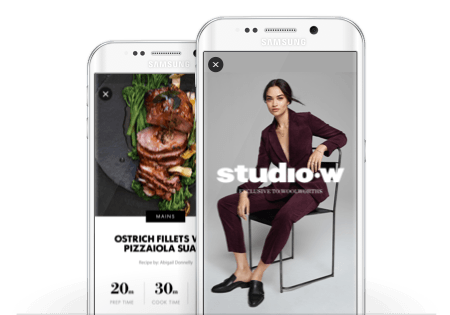 SAMSUNG
SAMSUNG
MAINS
OSTRICH FILLETS W
PIZZAIOLA SUA
Recipe by: Abigail Donnelly
20m
30m
PREP TIME
COOK TIME
studio·w
EXCLUSIVE TO WOOLWORTHS